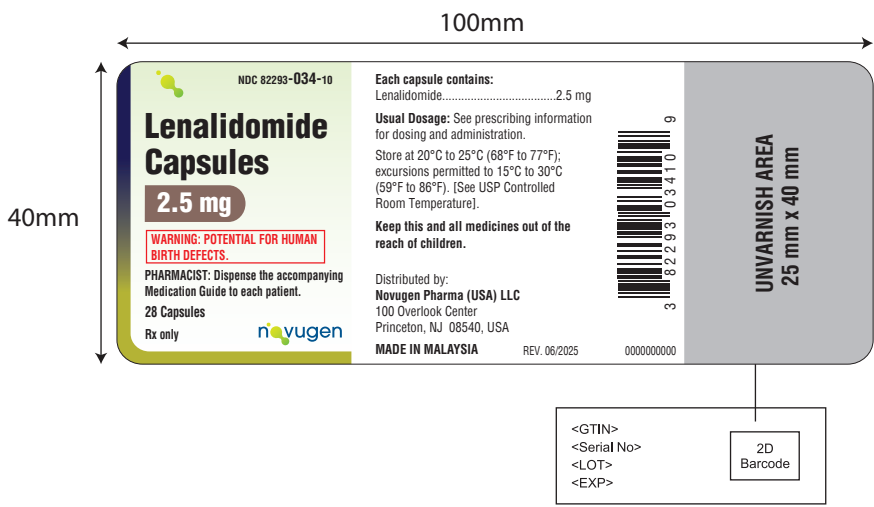 100mm
40mm
NDC 82293-034-10
Lenalidomide
Capsules
2.5 mg
WARNING: POTENTIAL FOR HUMAN
BIRTH DEFECTS.
PHARMACIST: Dispense the accompanying
Medication Guide to each patient.
28 Capsules
Rx only
novugen
Each capsule contains:
Lenalidomide....................................2.5 mg
Usual Dosage: See prescribing information
for dosing and administration.
Store at 20°C to 25°C (68°F to 77°F);
excursions permitted to 15°C to 30°C
(59°F to 86°F). [See USP Controlled
Room Temperature].
Keep this and all medicines out of the
reach of children.
Distributed by:
Novugen Pharma (USA) LLC
100 Overlook Center
Princeton, NJ 08540, USA
MADE IN MALAYSIA
REV. 06/2025
3 82293 03410 9
0000000000
UNVARNISH AREA
25 mm x 40 mm
<GTIN>
<Serial No>
<LOT>
<EXP>
2D
Barcode